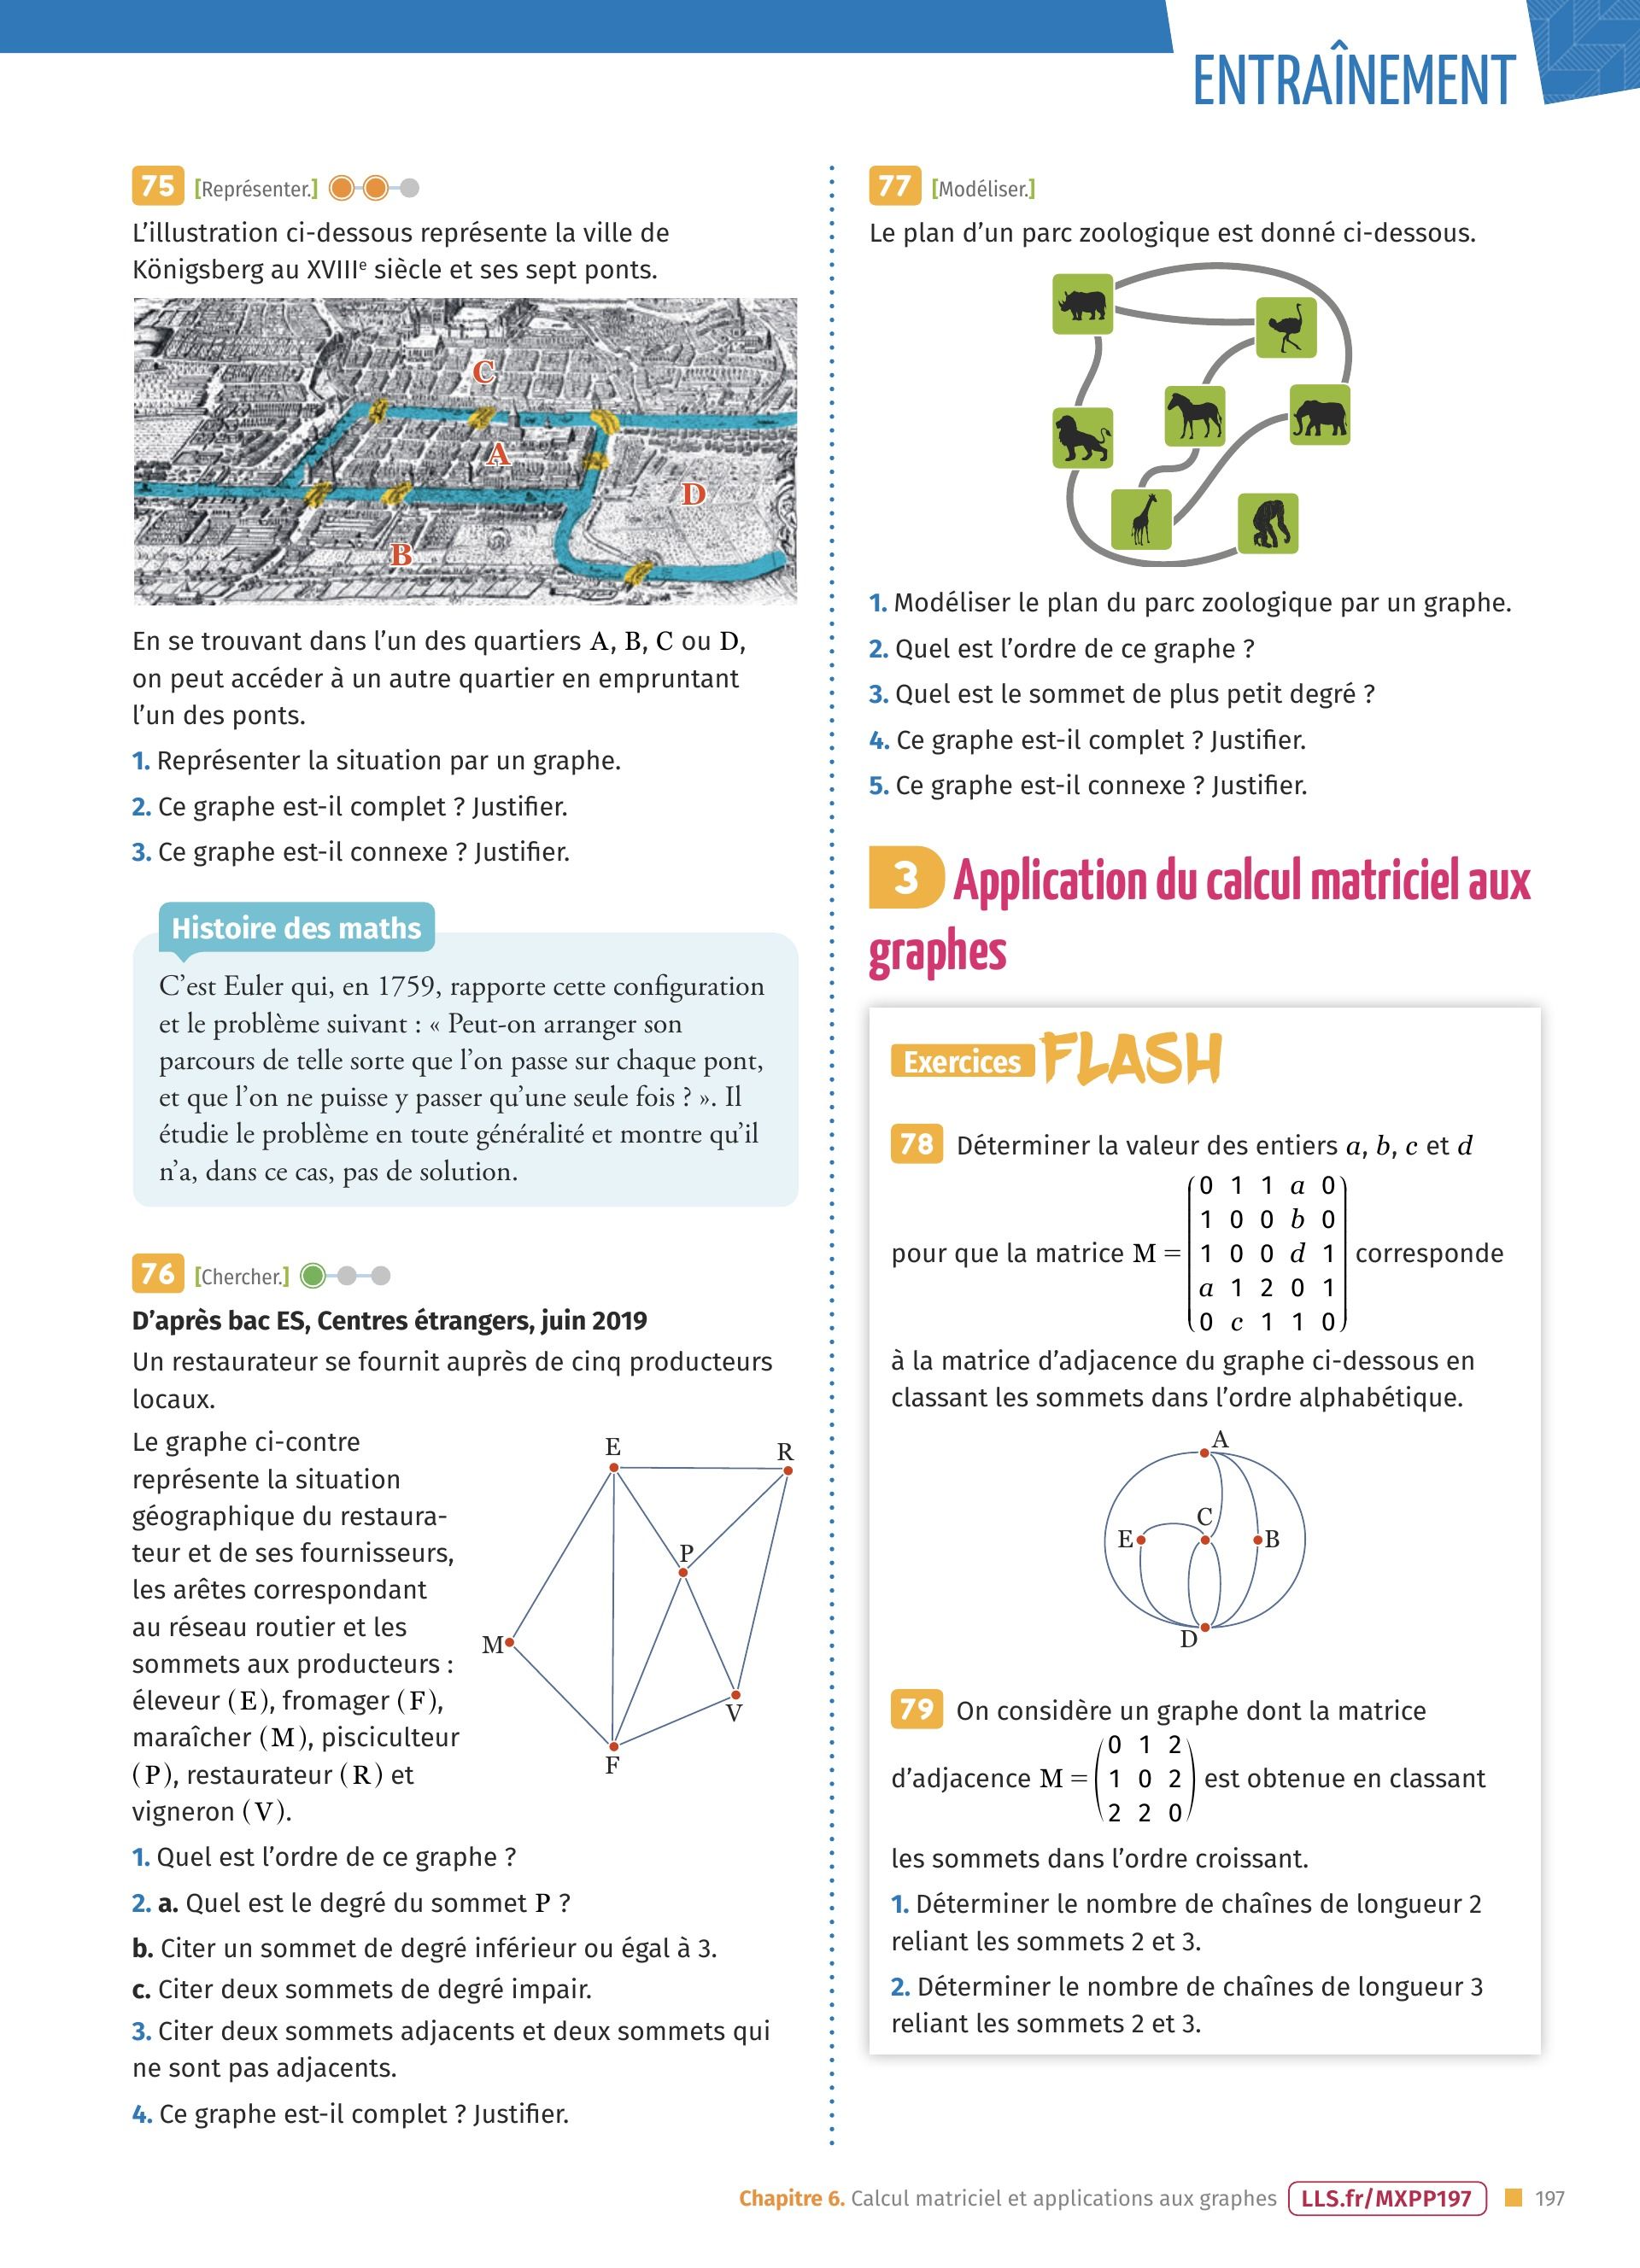 ENTRAÎNEMENT
75 [Représenter.]
L’illustration ci-dessous représente la ville de
Königsberg au XVIIIᵉ siècle et ses sept ponts.
C
A
D
B
En se trouvant dans l’un des quartiers A, B, C ou D,
on peut accéder à un autre quartier en empruntant
l’un des ponts.
1. Représenter la situation par un graphe.
2. Ce graphe est-il complet ? Justifier.
3. Ce graphe est-il connexe ? Justifier.
Histoire des maths
C’est Euler qui, en 1759, rapporte cette configuration
et le problème suivant : « Peut-on arranger son
parcours de telle sorte que l’on passe sur chaque pont,
et que l’on ne puisse y passer qu’une seule fois ? ». Il
étudie le problème en toute généralité et montre qu’il
n’a, dans ce cas, pas de solution.
76 [Chercher.]
D’après bac ES, Centres étrangers, juin 2019
Un restaurateur se fournit auprès de cinq producteurs
locaux.
Le graphe ci-contre
représente la situation
géographique du restaura-
teur et de ses fournisseurs,
les arêtes correspondant
au réseau routier et les
sommets aux producteurs :
éleveur (E), fromager (F),
maraîcher (M), pisciculteur
(P), restaurateur (R) et
vigneron (V).
E
R
P
M
V
F
1. Quel est l’ordre de ce graphe ?
2. a. Quel est le degré du sommet P ?
b. Citer un sommet de degré inférieur ou égal à 3.
c. Citer deux sommets de degré impair.
3. Citer deux sommets adjacents et deux sommets qui
ne sont pas adjacents.
4. Ce graphe est-il complet ? Justifier.
77 [Modéliser.]
Le plan d’un parc zoologique est donné ci-dessous.
1. Modéliser le plan du parc zoologique par un graphe.
2. Quel est l’ordre de ce graphe ?
3. Quel est le sommet de plus petit degré ?
4. Ce graphe est-il complet ? Justifier.
5. Ce graphe est-il connexe ? Justifier.
3 Application du calcul matriciel aux
graphes
Exercices FLASH
78 Déterminer la valeur des entiers a, b, c et d
0 1 1 a 0
1 0 0 b 0
pour que la matrice M = 1 0 0 d 1 corresponde
a 1 2 0 1
0 c 1 1 0
à la matrice d’adjacence du graphe ci-dessous en
classant les sommets dans l’ordre alphabétique.
A
C
E
B
D
79 On considère un graphe dont la matrice
0 1 2
d’adjacence M = 1 0 2 est obtenue en classant
2 2 0
les sommets dans l’ordre croissant.
1. Déterminer le nombre de chaînes de longueur 2
reliant les sommets 2 et 3.
2. Déterminer le nombre de chaînes de longueur 3
reliant les sommets 2 et 3.
Chapitre 6. Calcul matriciel et applications aux graphes LLS.fr/MXPP197 197